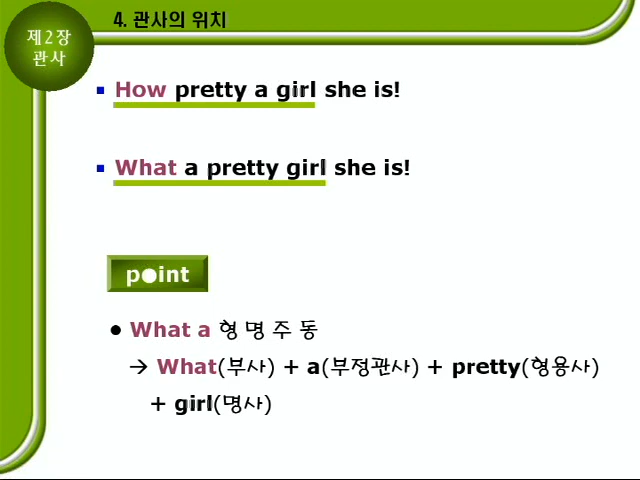 제2장
관사
4. 관사의 위치
How pretty a girl she is!
What a pretty girl she is!
point
What a 형 명 주 동
→ What(부사) + a(부정관사) + pretty(형용사)
+ girl(명사)